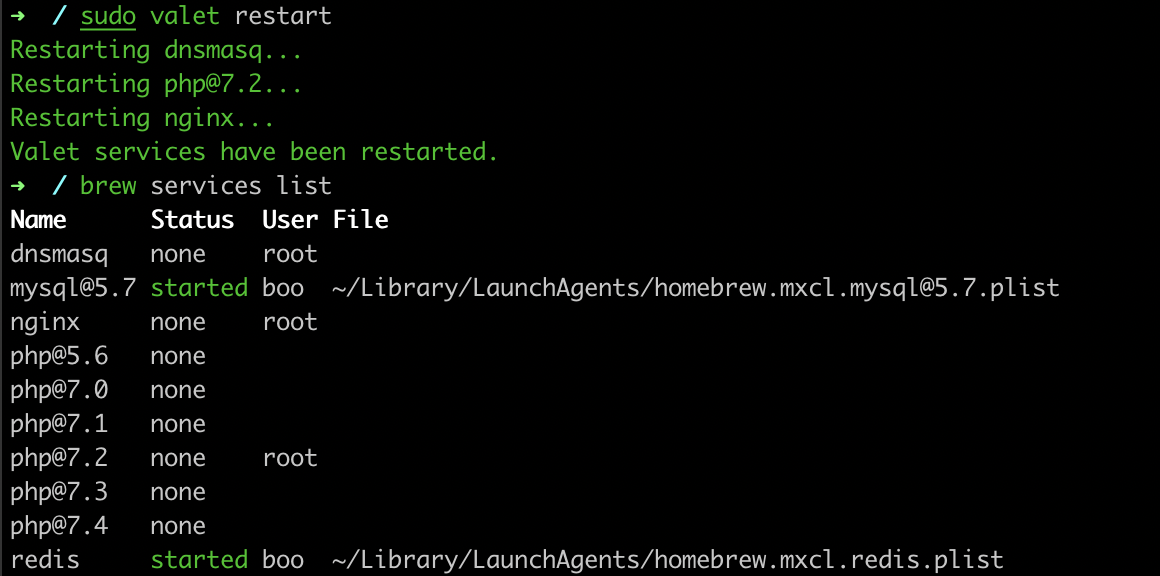 ➜  / sudo valet restart
Restarting dnsmasq...
Restarting php@7.2...
Restarting nginx...
Valet services have been restarted.
➜  / brew services list
Name      Status  User File
dnsmasq   none    root
mysql@5.7 started boo  ~/Library/LaunchAgents/homebrew.mxcl.mysql@5.7.plist
nginx     none    root
php@5.6   none
php@7.0   none
php@7.1   none
php@7.2   none    root
php@7.3   none
php@7.4   none
redis     started boo  ~/Library/LaunchAgents/homebrew.mxcl.redis.plist